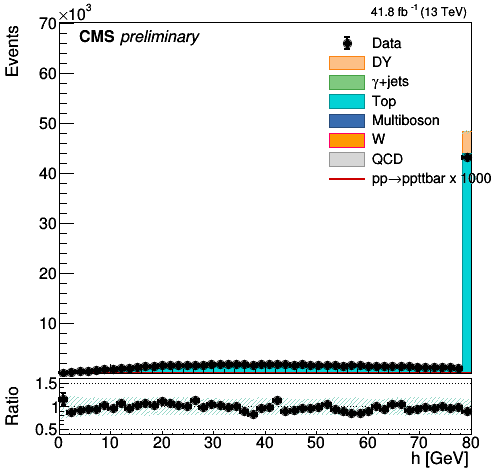 ×10³
41.8 fb⁻¹ (13 TeV)
CMS preliminary
Events
70
60
50
40
30
20
10
Data
DY
γ+jets
Top
Multiboson
W
QCD
pp→ppttbar x 1000
Ratio
1.5
1
0.5
0 10 20 30 40 50 60 70 80
h [GeV]